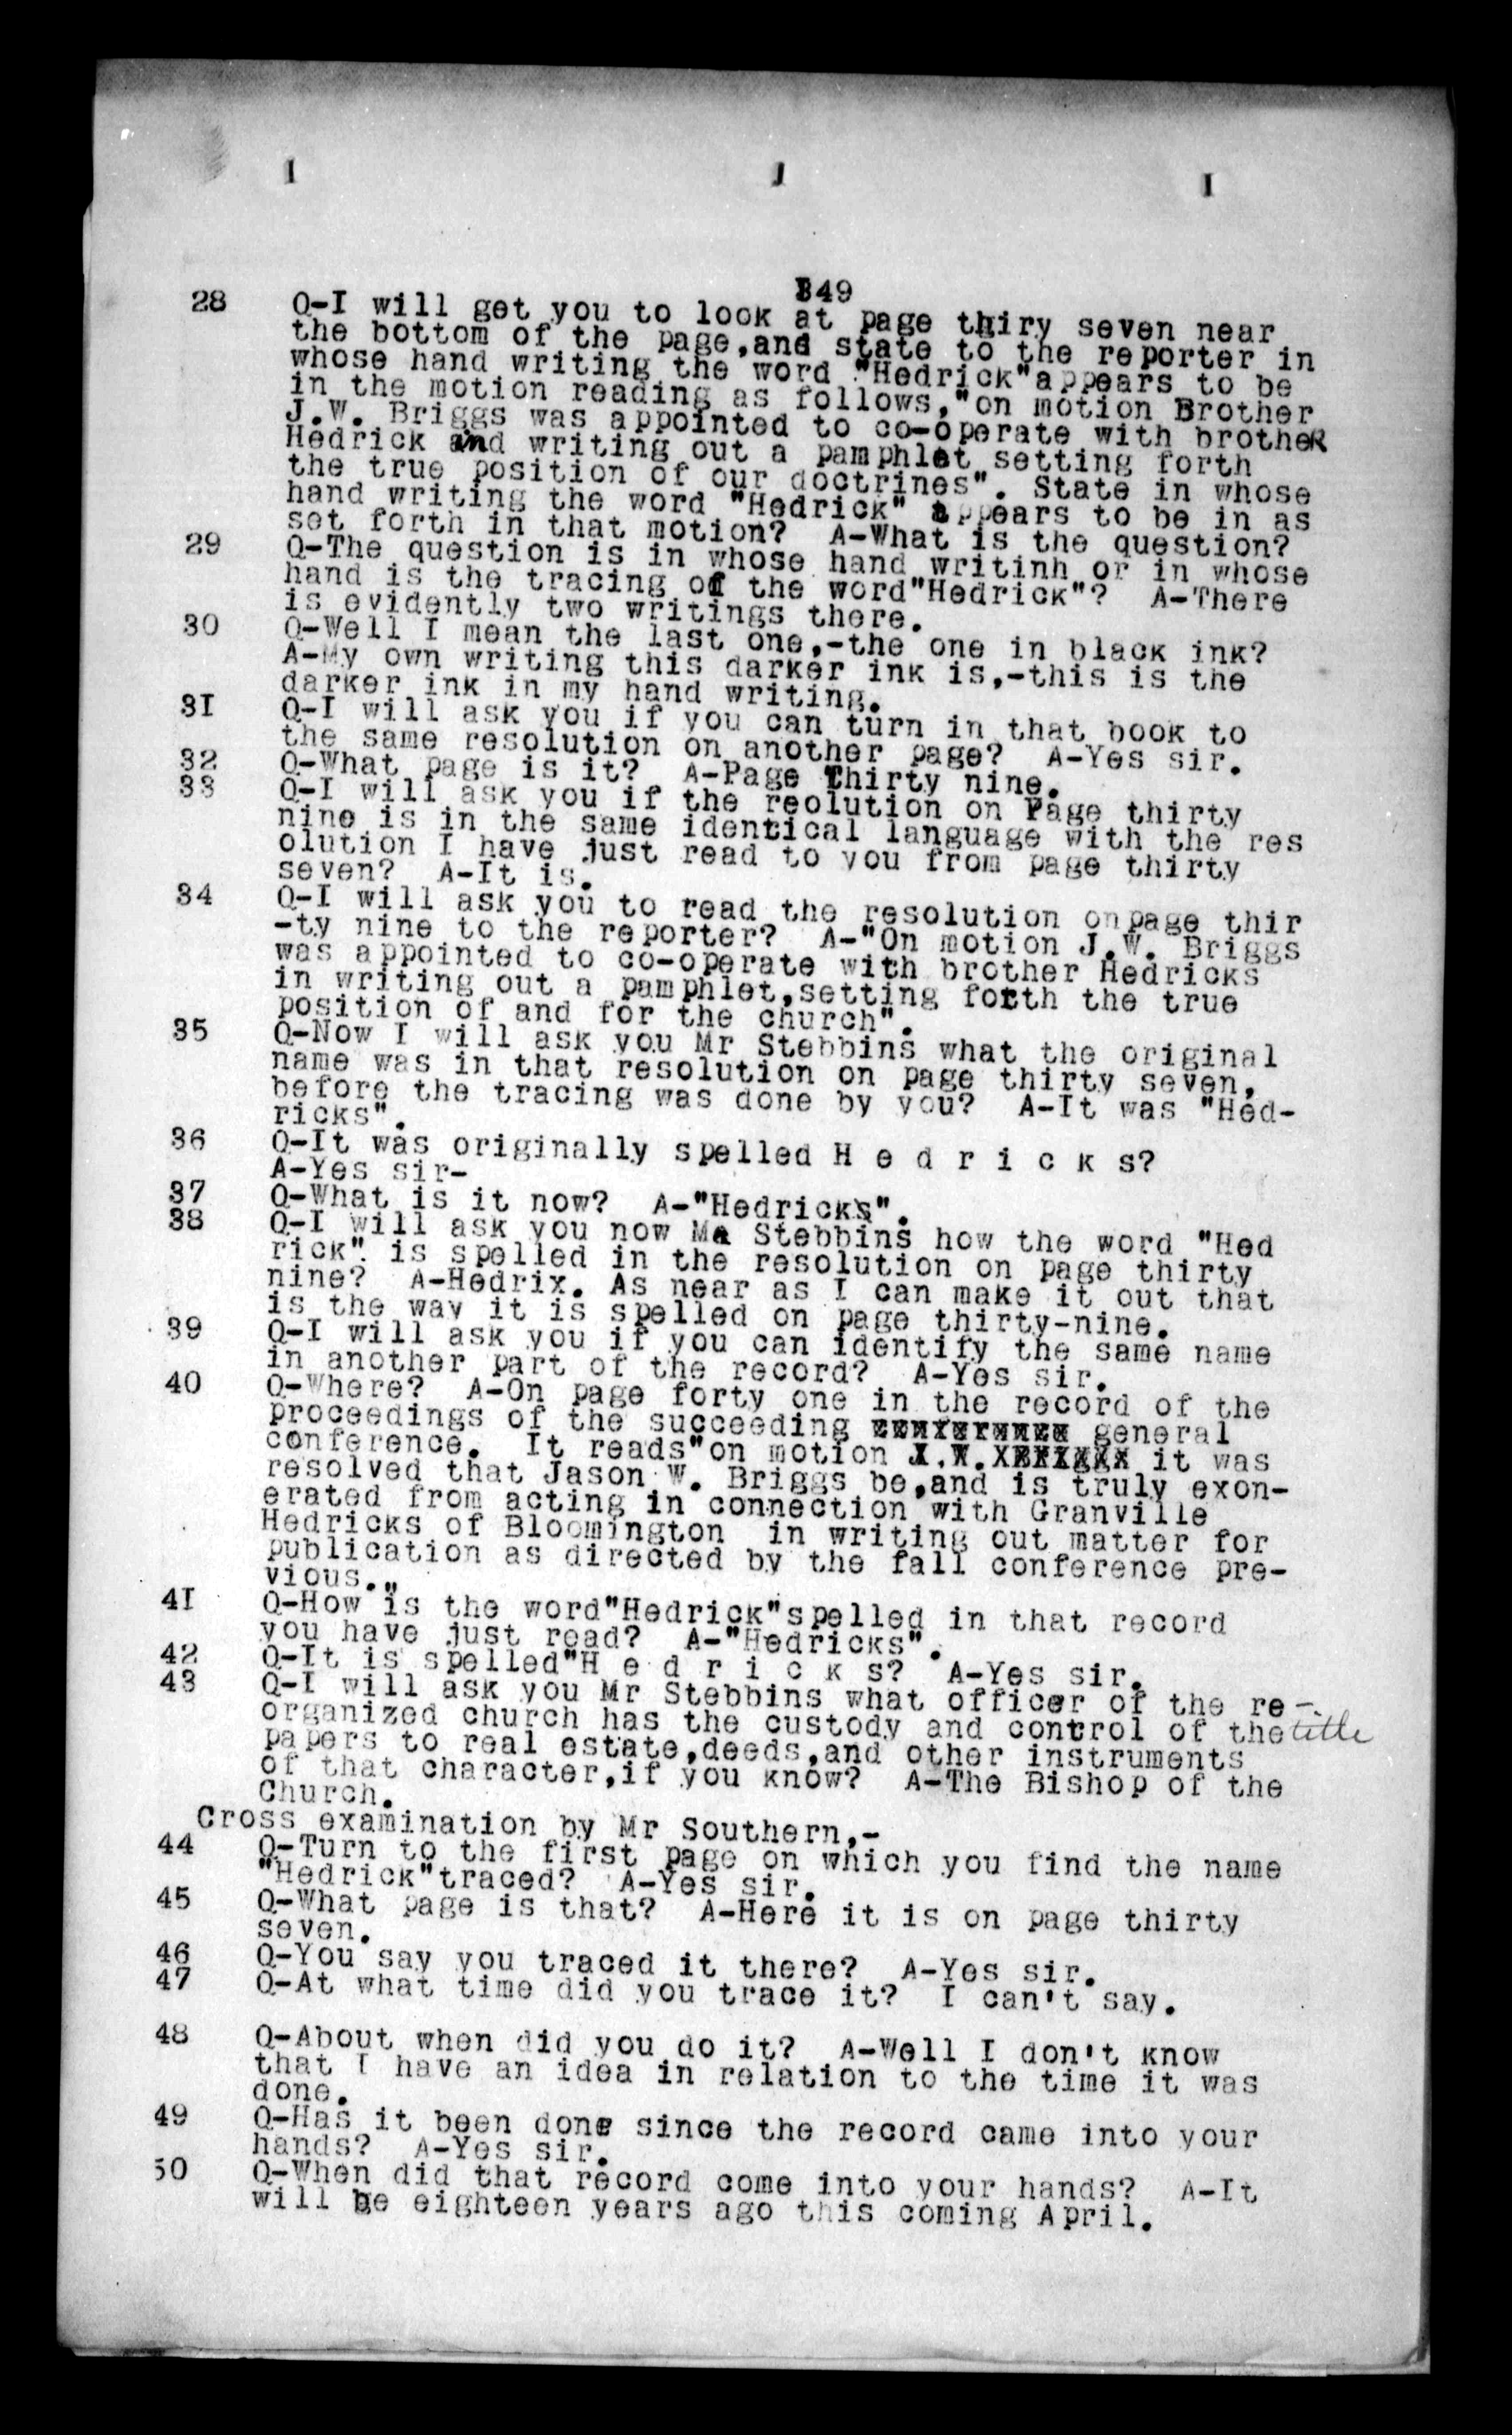 349
28 Q-I will get you to look at page thiry seven near
the bottom of the page,and state to the reporter in
whose hand writing the word "Hedrick"appears to be
in the motion reading as follows,"on motion Brother
J.W. Briggs was appointed to co-operate with brotheR
Hedrick and writing out a pamphlet setting forth
the true position of our doctrines". State in whose
hand writing the word "Hedrick" appears to be in as
set forth in that motion? A-What is the question?
29 Q-The question is in whose hand writinh or in whose
hand is the tracing of the word"Hedrick"? A-There
is evidently two writings there.
30 Q-Well I mean the last one,-the one in black ink?
A-My own writing this darker ink is,-this is the
darker ink in my hand writing.
31 Q-I will ask you if you can turn in that book to
the same resolution on another page? A-Yes sir.
32 Q-What page is it? A-Page Thirty nine.
33 Q-I will ask you if the reolution on Page thirty
nine is in the same identical language with the res
olution I have just read to you from page thirty
seven? A-It is.
34 Q-I will ask you to read the resolution on page thir
-ty nine to the reporter? A-"On motion J.W. Briggs
was appointed to co-operate with brother Hedricks
in writing out a pamphlet,setting forth the true
position of and for the church".
35 Q-Now I will ask you Mr Stebbins what the original
name was in that resolution on page thirty seven,
before the tracing was done by you? A-It was "Hed-
ricks".
36 Q-It was originally spelled H e d r i c k s?
A-Yes sir-
37 Q-What is it now? A-"Hedricks".
38 Q-I will ask you now Mr Stebbins how the word "Hed
rick" is spelled in the resolution on page thirty
nine? A-Hedrix. As near as I can make it out that
is the way it is spelled on page thirty-nine.
39 Q-I will ask you if you can identify the same name
in another part of the record? A-Yes sir.
40 Q-Where? A-On page forty one in the record of the
proceedings of the succeeding general
conference. It reads"on motion it was
resolved that Jason W. Briggs be,and is truly exon-
erated from acting in connection with Granville
Hedricks of Bloomington in writing out matter for
publication as directed by the fall conference pre-
vious."
41 Q-How is the word"Hedrick"spelled in that record
you have just read? A-"Hedricks".
42 Q-It is spelled"H e d r i c k s? A-Yes sir.
43 Q-I will ask you Mr Stebbins what officer of the re-
organized church has the custody and control of the title
papers to real estate,deeds,and other instruments
of that character,if you know? A-The Bishop of the
Church.
Cross examination by Mr Southern,-
44 Q-Turn to the first page on which you find the name
"Hedrick"traced? A-Yes sir.
45 Q-What page is that? A-Here it is on page thirty
seven.
46 Q-You say you traced it there? A-Yes sir.
47 Q-At what time did you trace it? I can't say.
48 Q-About when did you do it? A-Well I don't know
that I have an idea in relation to the time it was
done.
49 Q-Has it been done since the record came into your
hands? A-Yes sir.
50 Q-When did that record come into your hands? A-It
will be eighteen years ago this coming April.